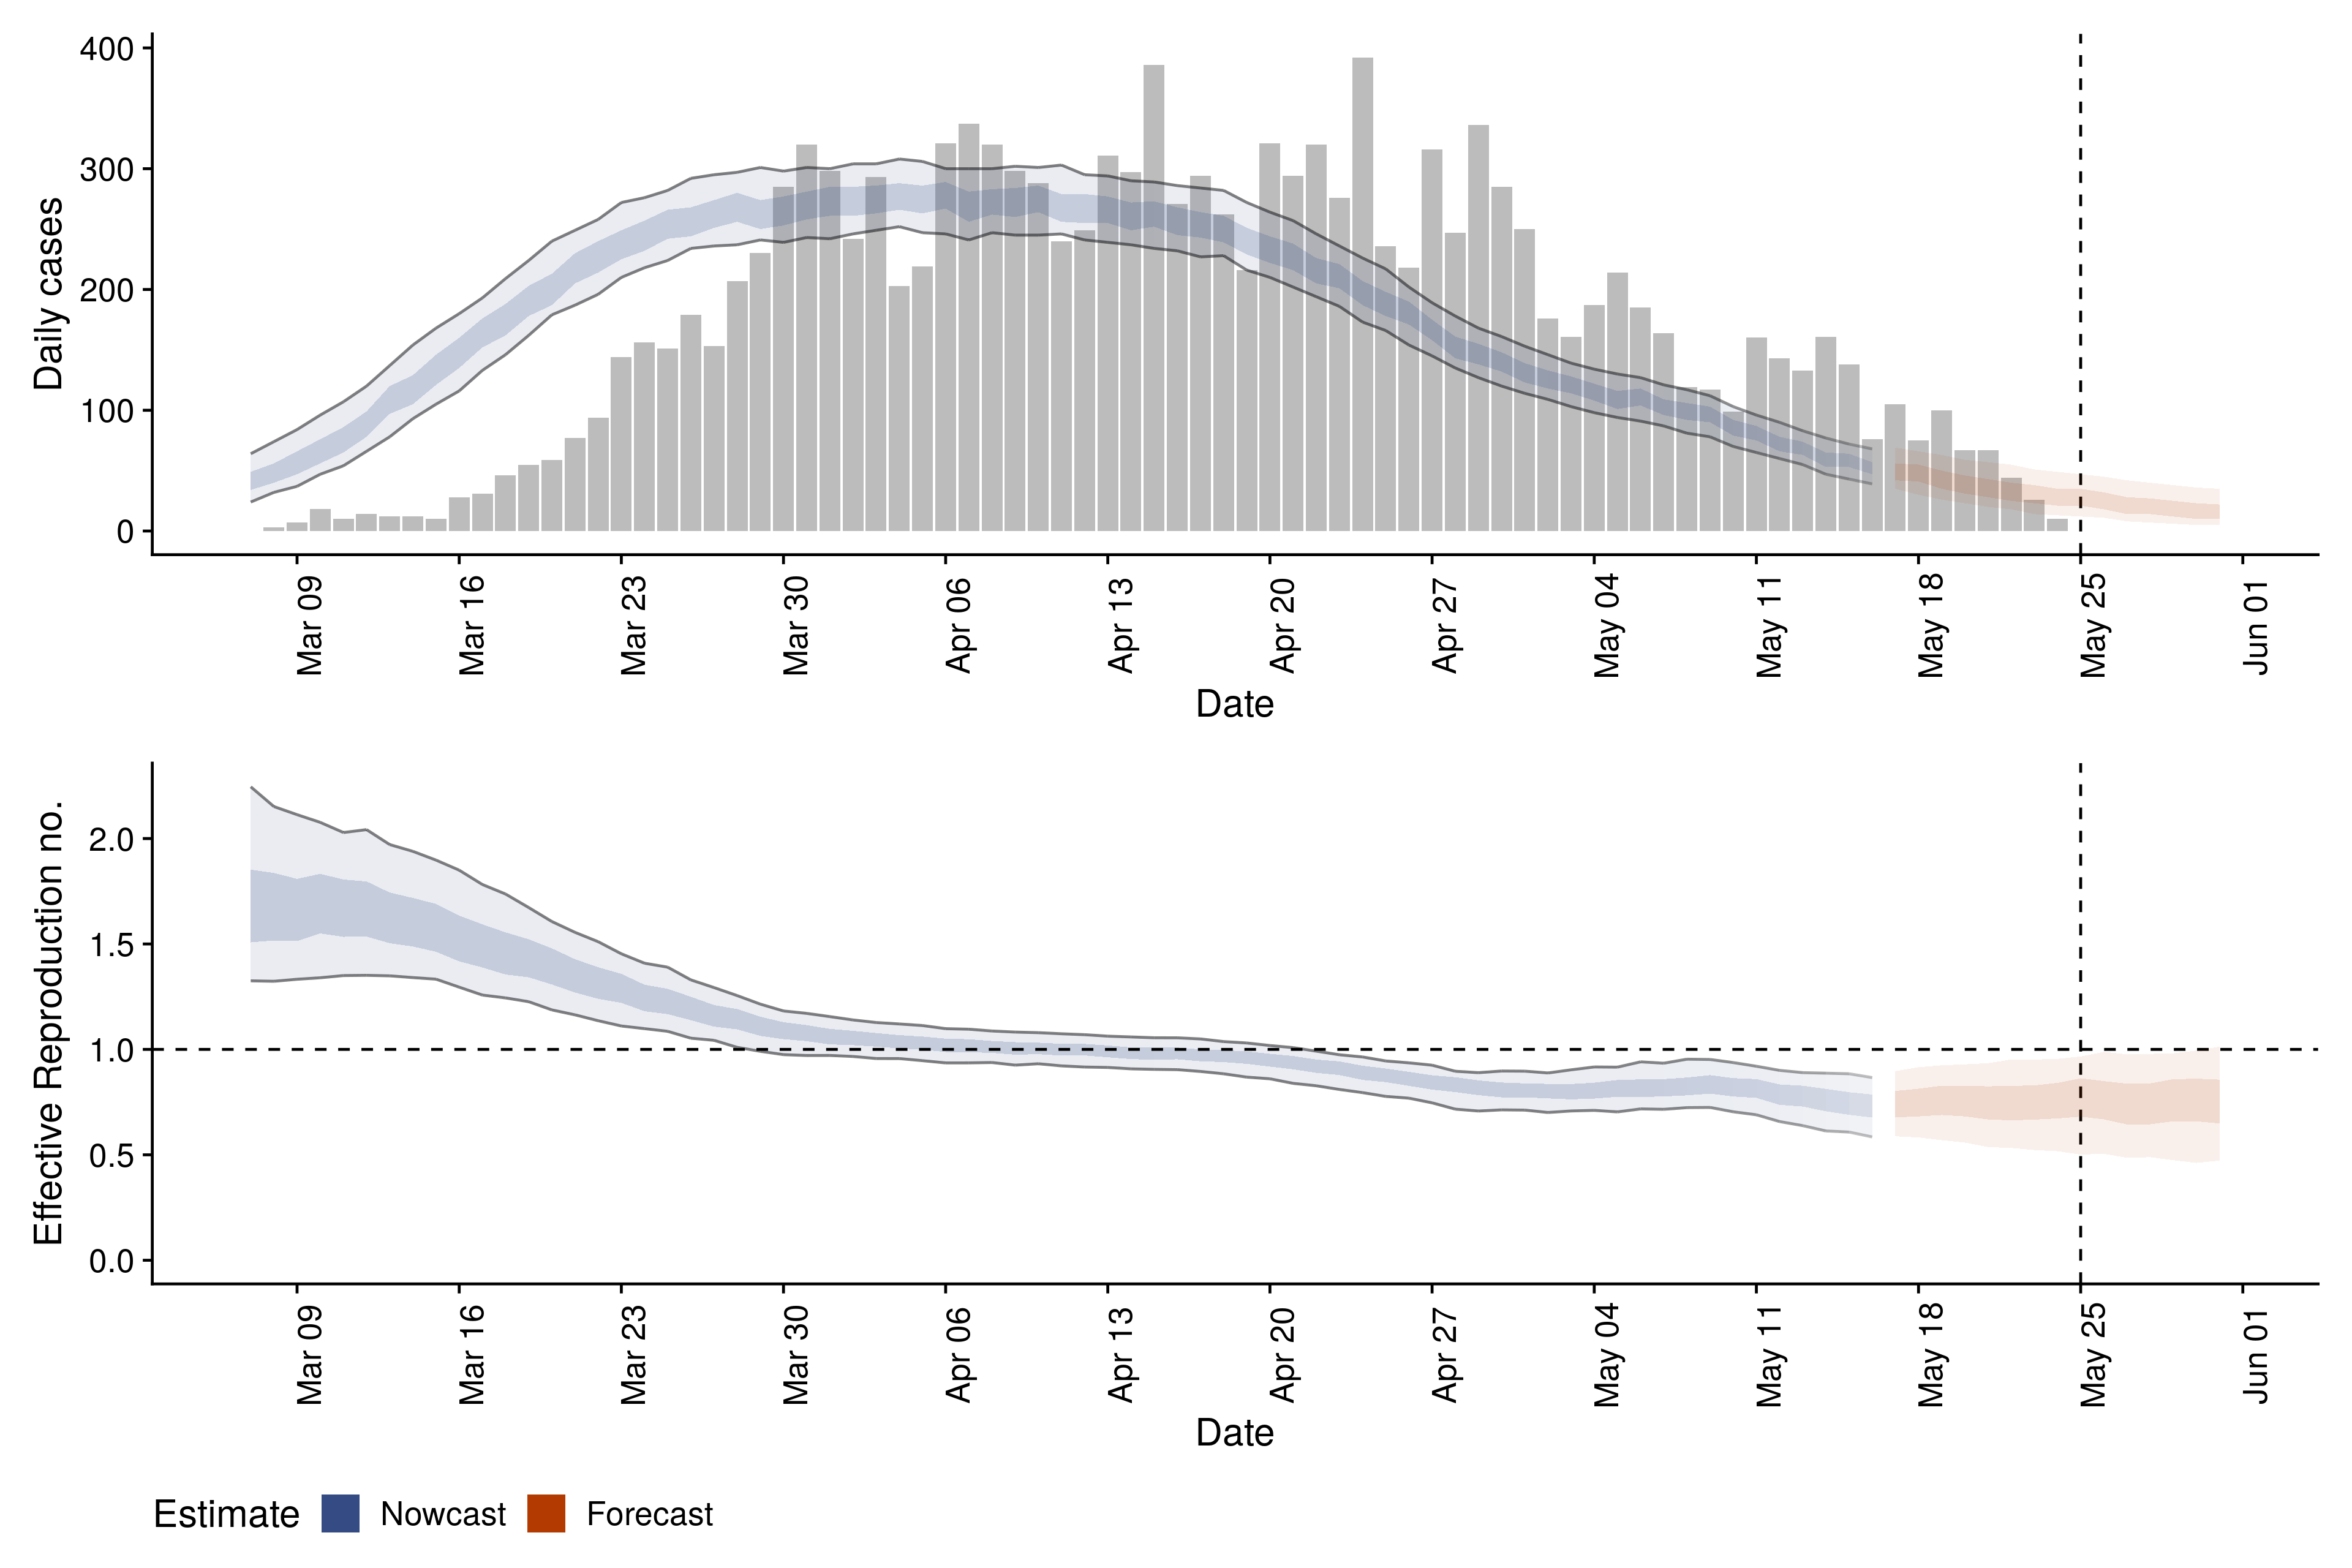 Daily cases
400
300
200
100
0
Mar 09
Mar 16
Mar 23
Mar 30
Apr 06
Apr 13
Apr 20
Apr 27
May 04
May 11
May 18
May 25
Jun 01
Date
Effective Reproduction no.
2.0
1.5
1.0
0.5
0.0
Mar 09
Mar 16
Mar 23
Mar 30
Apr 06
Apr 13
Apr 20
Apr 27
May 04
May 11
May 18
May 25
Jun 01
Date
Estimate Nowcast Forecast